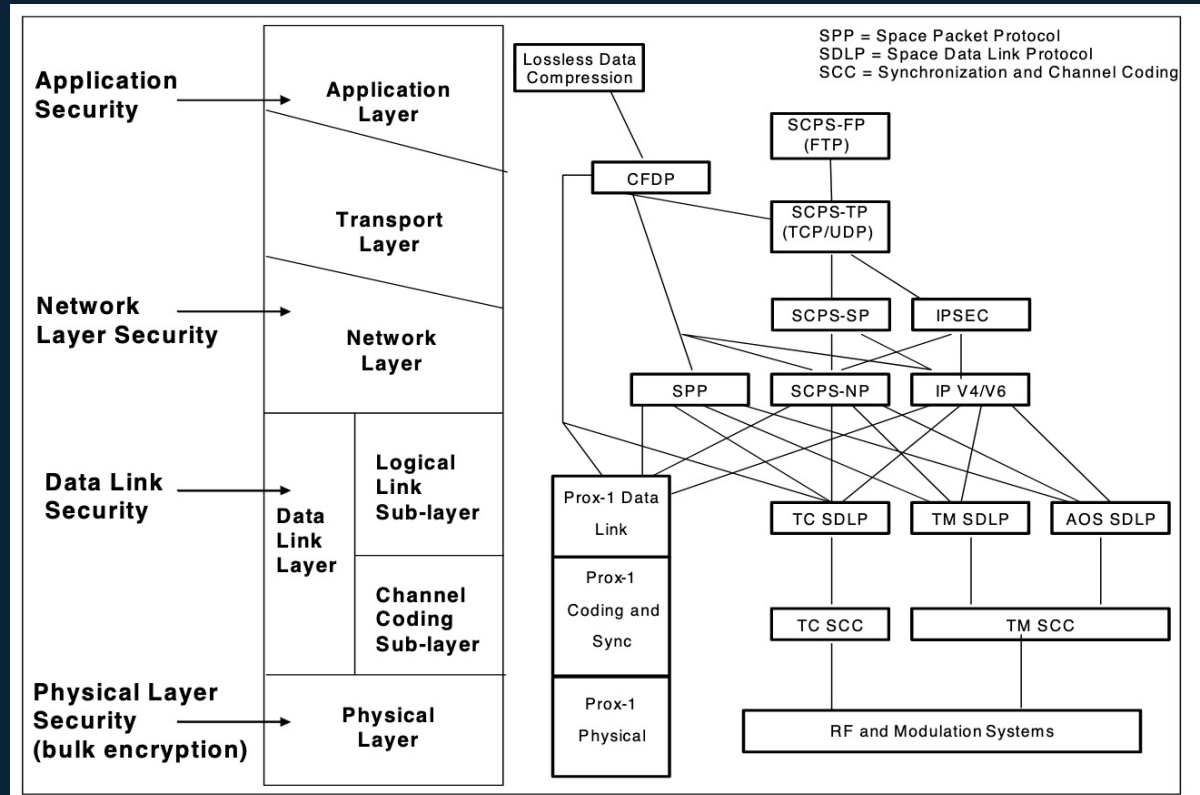 SPP = Space Packet Protocol
SDLP = Space Data Link Protocol
SCC = Synchronization and Channel Coding
Application
Security
Application
Layer
Transport
Layer
Network
Layer Security
Network
Layer
Data Link
Security
Data
Link
Layer
Logical
Link
Sub-layer
Channel
Coding
Sub-layer
Physical Layer
Security
(bulk encryption)
Physical
Layer
Lossless Data
Compression
CFDP
SCPS-FP
(FTP)
SCPS-TP
(TCP/UDP)
SCPS-SP
IPSEC
SPP
SCPS-NP
IP V4/V6
Prox-1 Data
Link
Prox-1
Coding and
Sync
Prox-1
Physical
TC SDLP
TM SDLP
AOS SDLP
TC SCC
TM SCC
RF and Modulation Systems